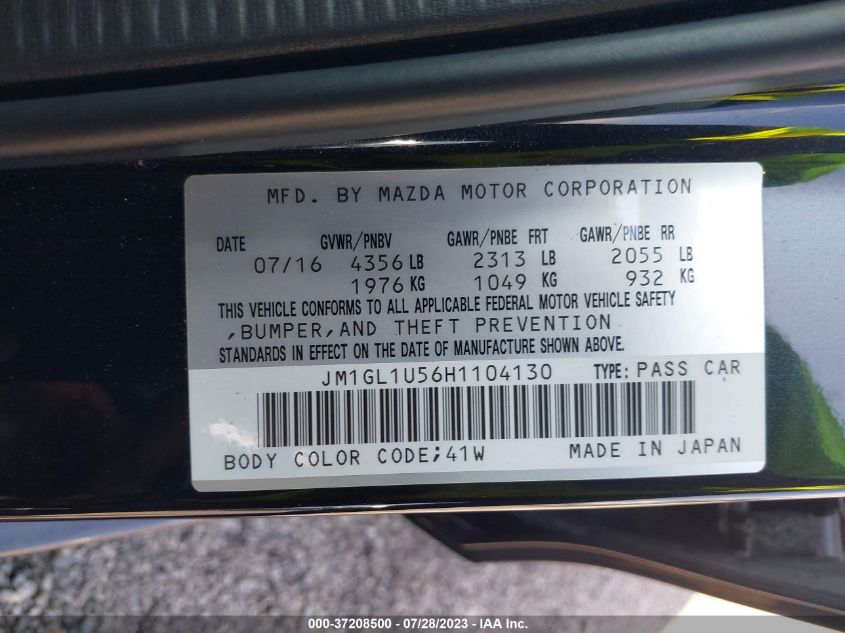 MFD. BY MAZDA MOTOR CORPORATION
DATE GVWR/PNBV GAWR/PNBE FRT GAWR/PNBE RR
07/16 4356 LB 2313 LB 2055 LB
1976 KG 1049 KG 932 KG
THIS VEHICLE CONFORMS TO ALL APPLICABLE FEDERAL MOTOR VEHICLE SAFETY
,BUMPER,AND THEFT PREVENTION
STANDARDS IN EFFECT ON THE DATE OF MANUFACTURE SHOWN ABOVE.
JM1GL1U56H1104130 TYPE: PASS CAR
BODY COLOR CODE;41W MADE IN JAPAN
000-37208500 - 07/28/2023 - IAA Inc.